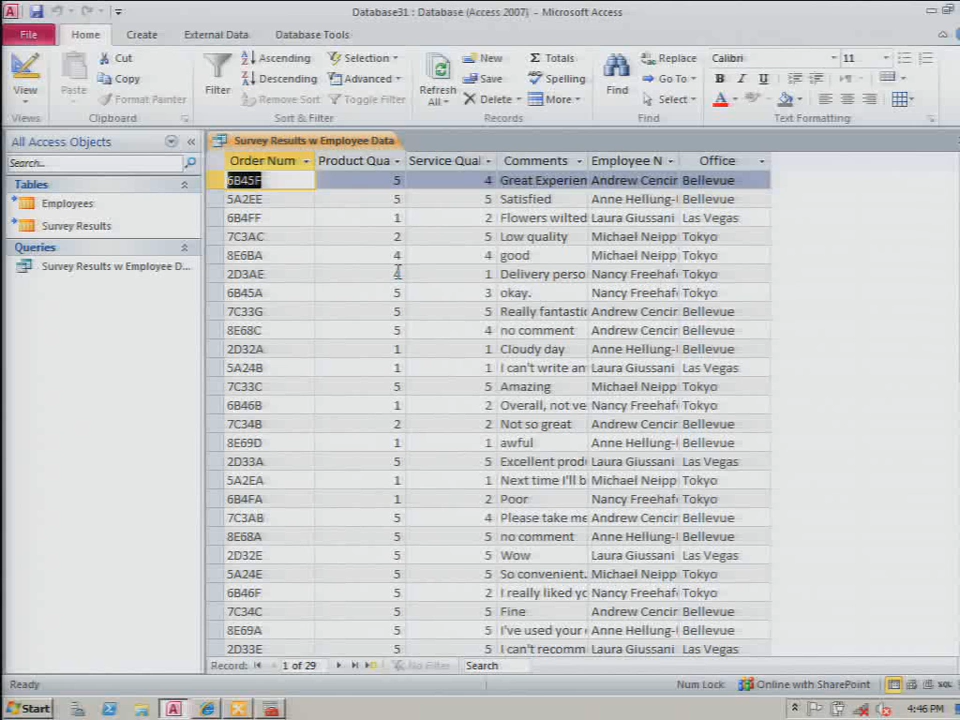 Database31 : Database (Access 2007) - Microsoft Access
File Home Create External Data Database Tools
View Paste Cut Copy Format Painter Filter Ascending Descending Remove Sort Selection Advanced Toggle Filter Refresh All New Save Delete Totals Spelling More Find Replace Go To Select Calibri 11 B I U A
Views Clipboard Sort & Filter Records Find Text Formatting
All Access Objects
Search...
Tables
Employees
Survey Results
Queries
Survey Results w Employee D...
Survey Results w Employee Data
Order Num Product Qua Service Qual Comments Employee N Office
6B45F 5 4 Great Experien Andrew Cencir Bellevue
5A2EE 5 5 Satisfied Anne Hellung- Bellevue
6B4FF 1 2 Flowers wilted Laura Giussani Las Vegas
7C3AC 2 5 Low quality Michael Neipp Tokyo
8E6BA 4 4 good Michael Neipp Tokyo
2D3AE 4 1 Delivery perso Nancy Freehaf Tokyo
6B45A 5 3 okay. Nancy Freehaf Tokyo
7C33G 5 5 Really fantastic Andrew Cencir Bellevue
8E68C 5 4 no comment Andrew Cencir Bellevue
2D32A 1 1 Cloudy day Anne Hellung- Bellevue
5A24B 1 1 I can't write an Laura Giussani Las Vegas
7C33C 5 5 Amazing Michael Neipp Tokyo
6B46B 1 2 Overall, not ve Nancy Freehaf Tokyo
7C34B 2 2 Not so great Andrew Cencir Bellevue
8E69D 1 1 awful Anne Hellung- Bellevue
2D33A 5 5 Excellent prod Laura Giussani Las Vegas
5A2EA 1 1 Next time I'll b Michael Neipp Tokyo
6B4FA 1 2 Poor Nancy Freehaf Tokyo
7C3AB 5 4 Please take me Andrew Cencir Bellevue
8E68A 5 5 no comment Anne Hellung- Bellevue
2D32E 5 5 Wow Laura Giussani Las Vegas
5A24E 5 5 So convenient. Michael Neipp Tokyo
6B46F 5 2 I really liked yo Nancy Freehaf Tokyo
7C34C 5 5 Fine Andrew Cencir Bellevue
8E69A 5 5 I've used your Anne Hellung- Bellevue
2D33E 5 5 I can't recomm Laura Giussani Las Vegas
Record: 1 of 29 No Filter Search
Ready Num Lock Online with SharePoint SQL
Start 4:46 PM